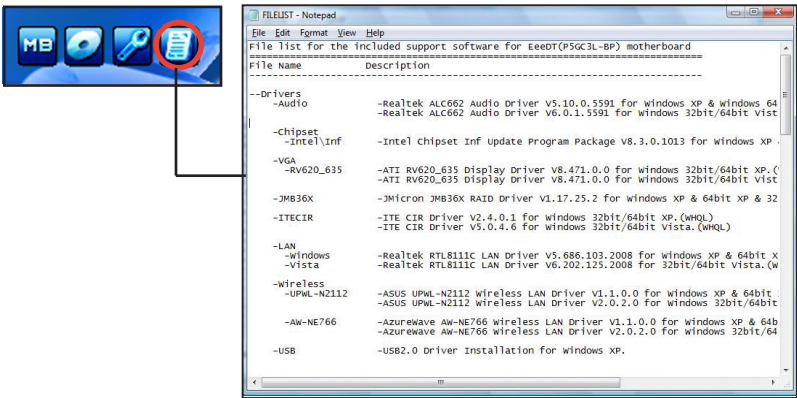 MB
FILELIST - Notepad
File Edit Format View Help
File list for the included support software for EeeDT(P5GC3L-BP) motherboard
================================================================================
File Name Description
--------------------------------------------------------------------------------
--Drivers
-Audio -Realtek ALC662 Audio Driver V5.10.0.5591 for Windows XP & Windows 64
-Realtek ALC662 Audio Driver V6.0.1.5591 for Windows 32bit/64bit Vist
-Chipset
-Intel\Inf -Intel Chipset Inf Update Program Package V8.3.0.1013 for Windows XP
-VGA
-RV620_635 -ATI RV620_635 Display Driver V8.471.0.0 for Windows 32bit/64bit XP.(
-ATI RV620_635 Display Driver V8.471.0.0 for Windows 32bit/64bit Vist
-JMB36X -JMicron JMB36X RAID Driver V1.17.25.2 for Windows XP & 64bit XP & 32
-ITECIR -ITE CIR Driver V2.4.0.1 for Windows 32bit/64bit XP.(WHQL)
-ITE CIR Driver V5.0.4.6 for Windows 32bit/64bit Vista.(WHQL)
-LAN
-Windows -Realtek RTL8111C LAN Driver V5.686.103.2008 for Windows XP & 64bit X
-Vista -Realtek RTL8111C LAN Driver V6.202.125.2008 for 32bit/64bit Vista.(W
-Wireless
-UPWL-N2112 -ASUS UPWL-N2112 Wireless LAN Driver V1.1.0.0 for Windows XP & 64bit
-ASUS UPWL-N2112 Wireless LAN Driver V2.0.2.0 for Windows 32bit/64bit
-AW-NE766 -AzureWave AW-NE766 Wireless LAN Driver V1.1.0.0 for Windows XP & 64b
-AzureWave AW-NE766 Wireless LAN Driver V2.0.2.0 for Windows 32bit/64
-USB -USB2.0 Driver Installation for Windows XP.